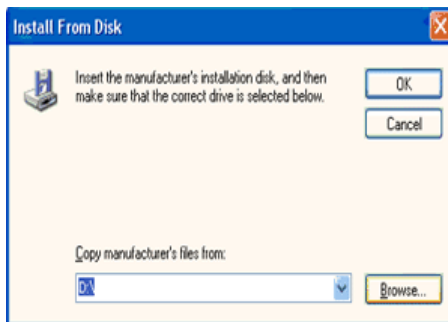 Install From Disk
Insert the manufacturer's installation disk, and then
make sure that the correct drive is selected below.
OK
Cancel
Copy manufacturer's files from:
D:\
Browse...